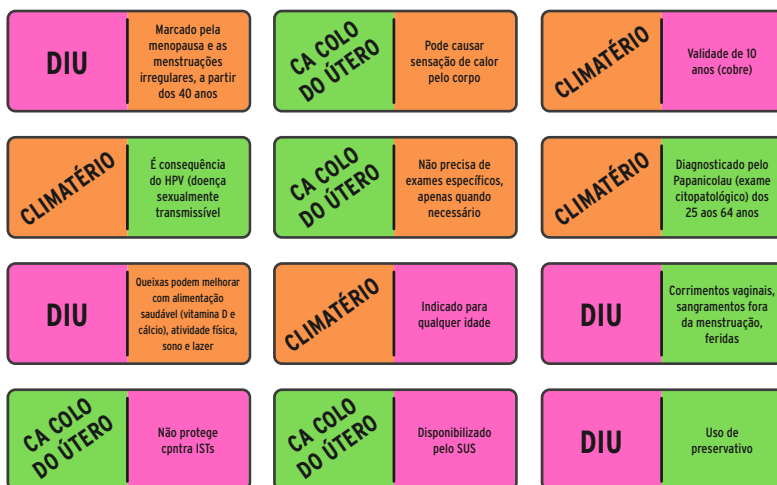 DIU
Marcado pela
menopausa e as
menstruações
irregulares, a partir
dos 40 anos
CA COLO
DO ÚTERO
Pode causar
sensação de calor
pelo corpo
CLIMATÉRIO
Validade de 10
anos (cobre)
CLIMATÉRIO
É consequência
do HPV (doença
sexualmente
transmissível
CA COLO
DO ÚTERO
Não precisa de
exames específicos,
apenas quando
necessário
CLIMATÉRIO
Diagnosticado pelo
Papanicolau (exame
citopatológico) dos
25 aos 64 anos
DIU
Queixas podem melhorar
com alimentação
saudável (vitamina D e
cálcio), atividade física,
sono e lazer
CLIMATÉRIO
Indicado para
qualquer idade
DIU
Corrimentos vaginais,
sangramentos fora
da menstruação,
feridas
CA COLO
DO ÚTERO
Não protege
cpntra ISTs
CA COLO
DO ÚTERO
Disponibilizado
pelo SUS
DIU
Uso de
preservativo